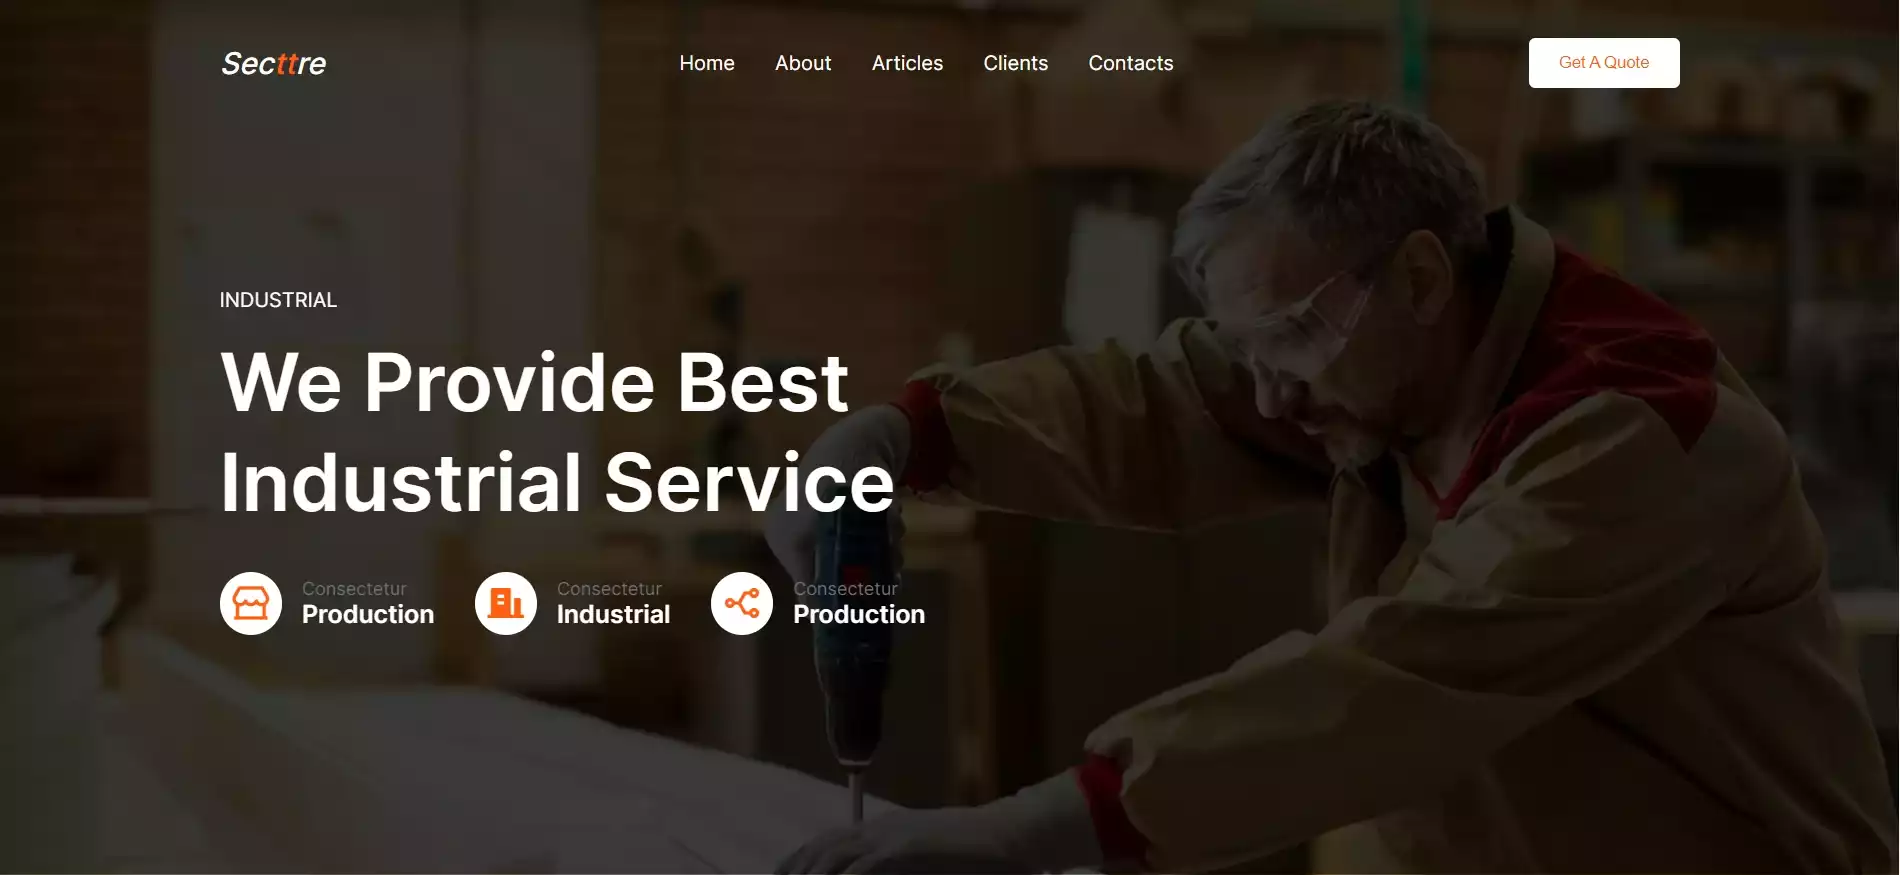 Secttre
Home About Articles Clients Contacts
Get A Quote
INDUSTRIAL
We Provide Best
Industrial Service
Consectetur
Production
Consectetur
Industrial
Consectetur
Production